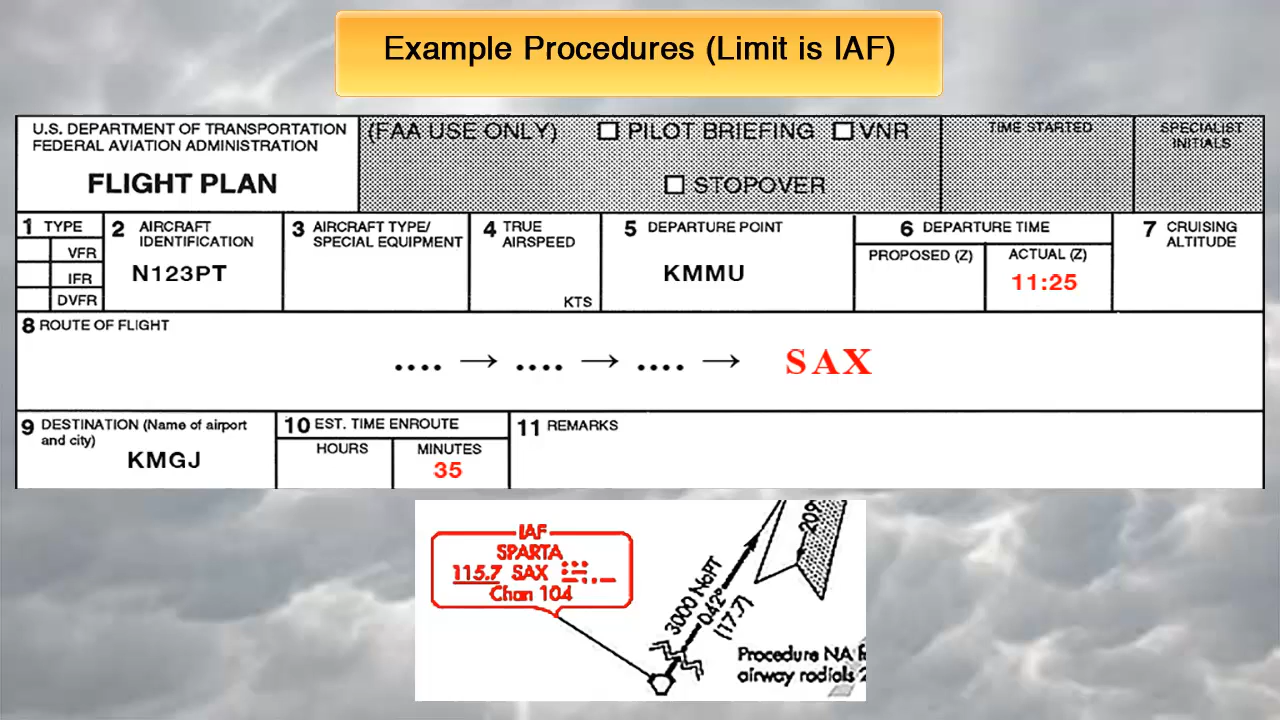 Example Procedures (Limit is IAF)
U.S. DEPARTMENT OF TRANSPORTATION
FEDERAL AVIATION ADMINISTRATION
FLIGHT PLAN
(FAA USE ONLY)
PILOT BRIEFING
VNR
STOPOVER
TIME STARTED
SPECIALIST
INITIALS
1 TYPE
VFR
IFR
DVFR
2 AIRCRAFT
IDENTIFICATION
N123PT
3 AIRCRAFT TYPE/
SPECIAL EQUIPMENT
4 TRUE
AIRSPEED
KTS
5 DEPARTURE POINT
KMMU
6 DEPARTURE TIME
PROPOSED (Z)
ACTUAL (Z)
11:25
7 CRUISING
ALTITUDE
8 ROUTE OF FLIGHT
.... → .... → .... → SAX
9 DESTINATION (Name of airport
and city)
KMGJ
10 EST. TIME ENROUTE
HOURS
MINUTES
35
11 REMARKS
IAF
SPARTA
115.7 SAX
Chan 104
3000 NoPT
042°
(17.7)
209
Procedure NA
airway radials